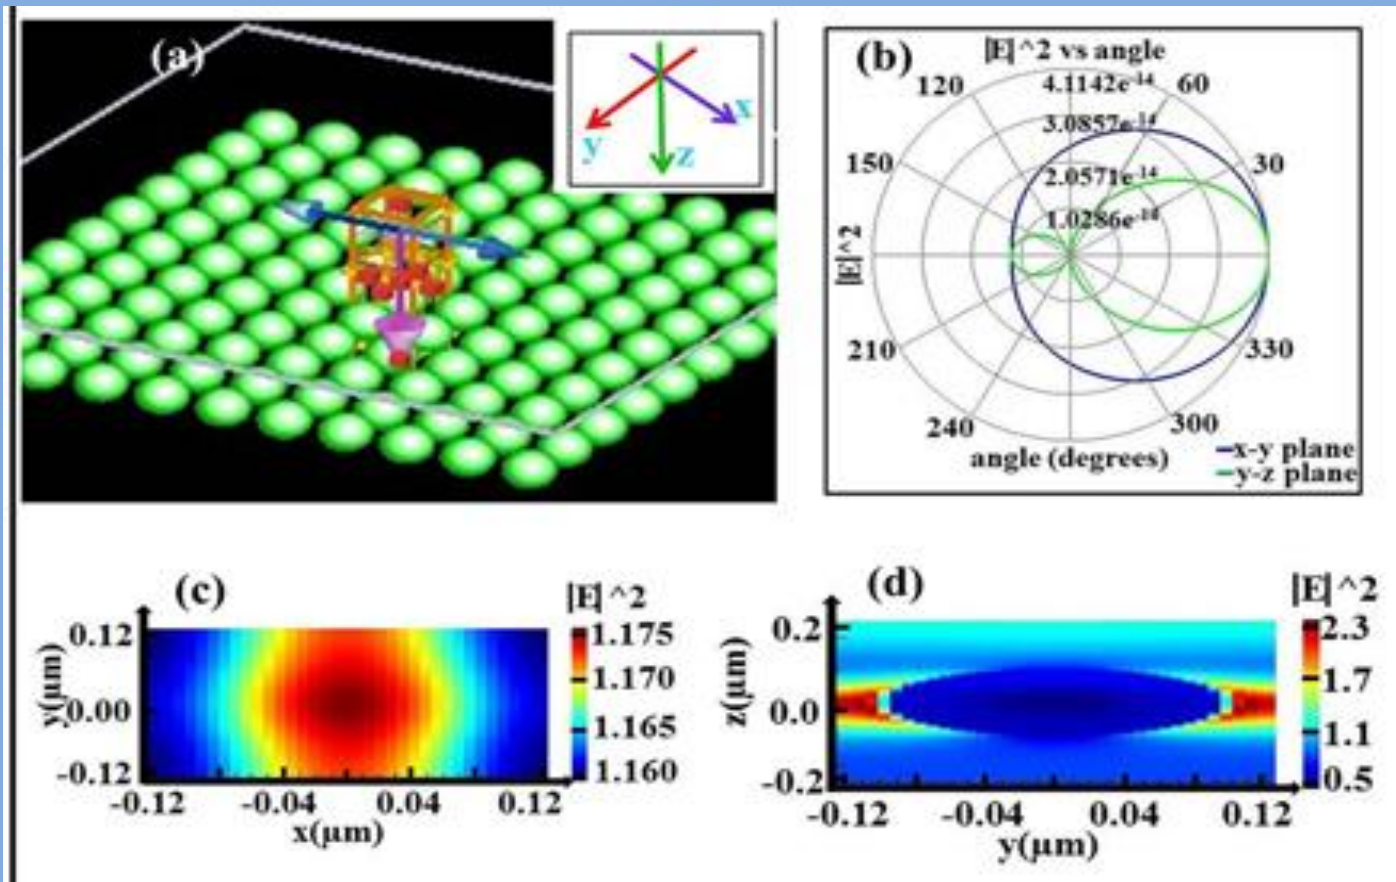 (a)
x
y
z
(b)
|E|^2 vs angle
4.1142e-14
120
60
3.0857e-14
150
30
2.0571e-14
1.0286e-14
|E|^2
210
330
240
300
angle (degrees)
x-y plane
y-z plane
(c)
|E|^2
0.12
0.00
-0.12
y(μm)
1.175
1.170
1.165
1.160
-0.12 -0.04 0.04 0.12
x(μm)
(d)
|E|^2
0.2
0.0
-0.2
z(μm)
2.3
1.7
1.1
0.5
-0.12 -0.04 0.04 0.12
y(μm)